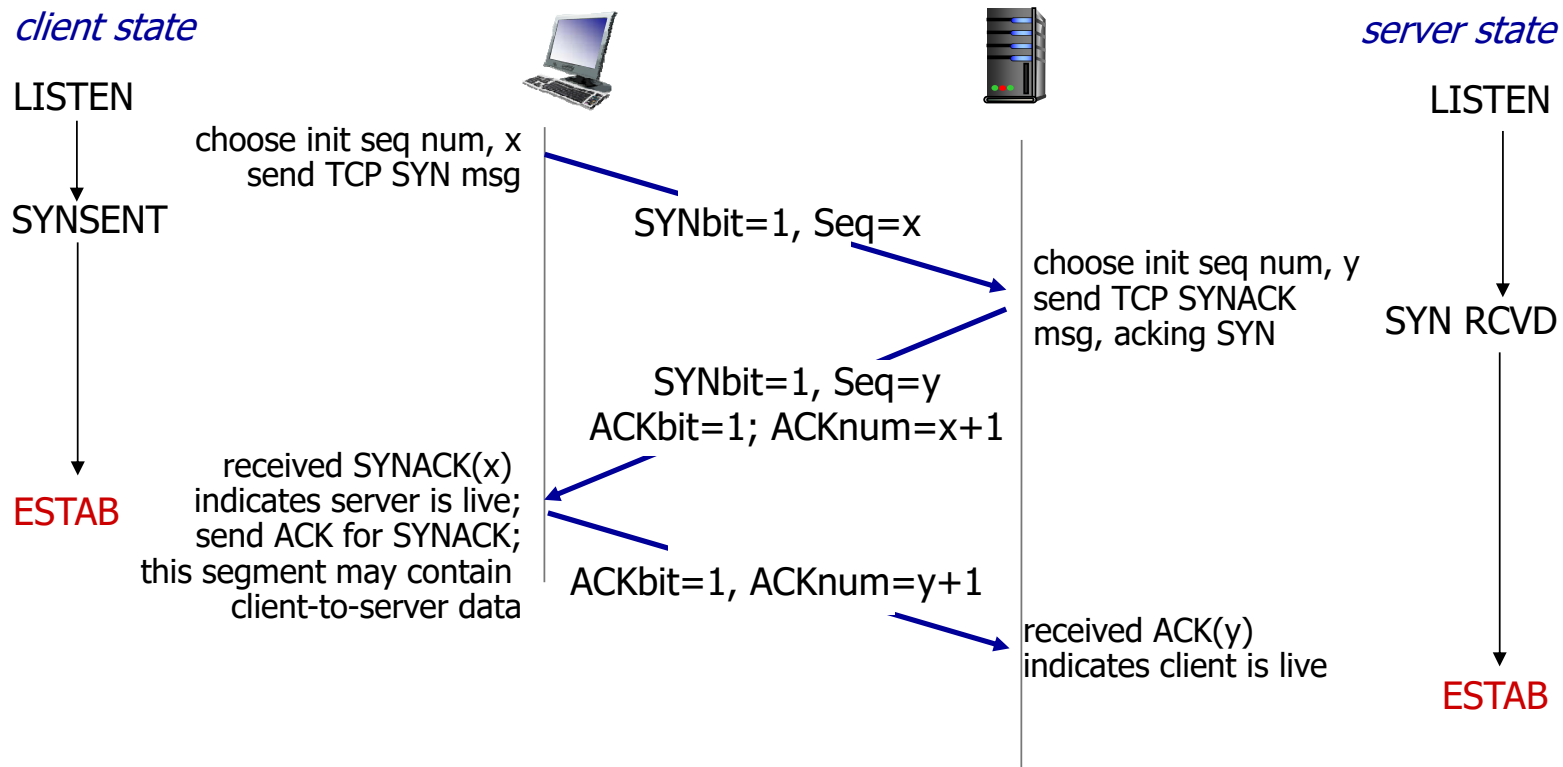 client state
server state
LISTEN
LISTEN
choose init seq num, x
send TCP SYN msg
SYNSENT
SYNbit=1, Seq=x
choose init seq num, y
send TCP SYNACK
msg, acking SYN
SYN RCVD
SYNbit=1, Seq=y
ACKbit=1; ACKnum=x+1
received SYNACK(x)
indicates server is live;
send ACK for SYNACK;
this segment may contain
client-to-server data
ESTAB
ACKbit=1, ACKnum=y+1
received ACK(y)
indicates client is live
ESTAB